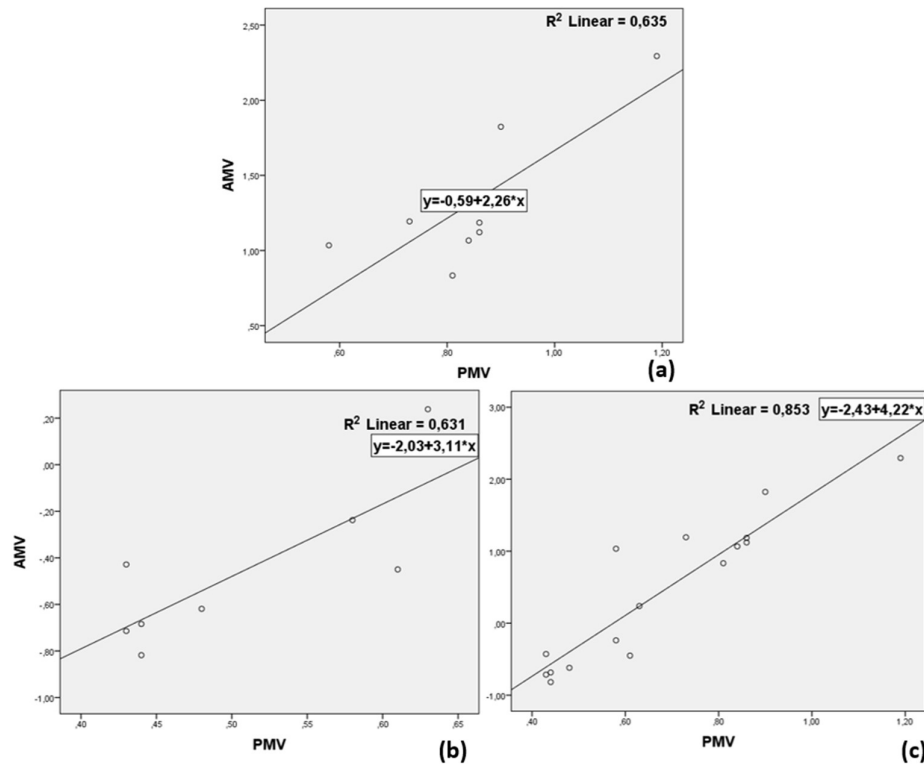 R² Linear = 0,635
2,50
2,00
1,50
1,00
,50
AMV
y=-0,59+2,26*x
,60
,80
1,00
1,20
PMV
(a)
R² Linear = 0,631
y=-2,03+3,11*x
,20
,00
-,20
-,40
-,60
-,80
-1,00
AMV
,40
,45
,50
,55
,60
,65
PMV
(b)
R² Linear = 0,853
y=-2,43+4,22*x
3,00
2,00
1,00
,00
-1,00
,40
,60
,80
1,00
1,20
PMV
(c)